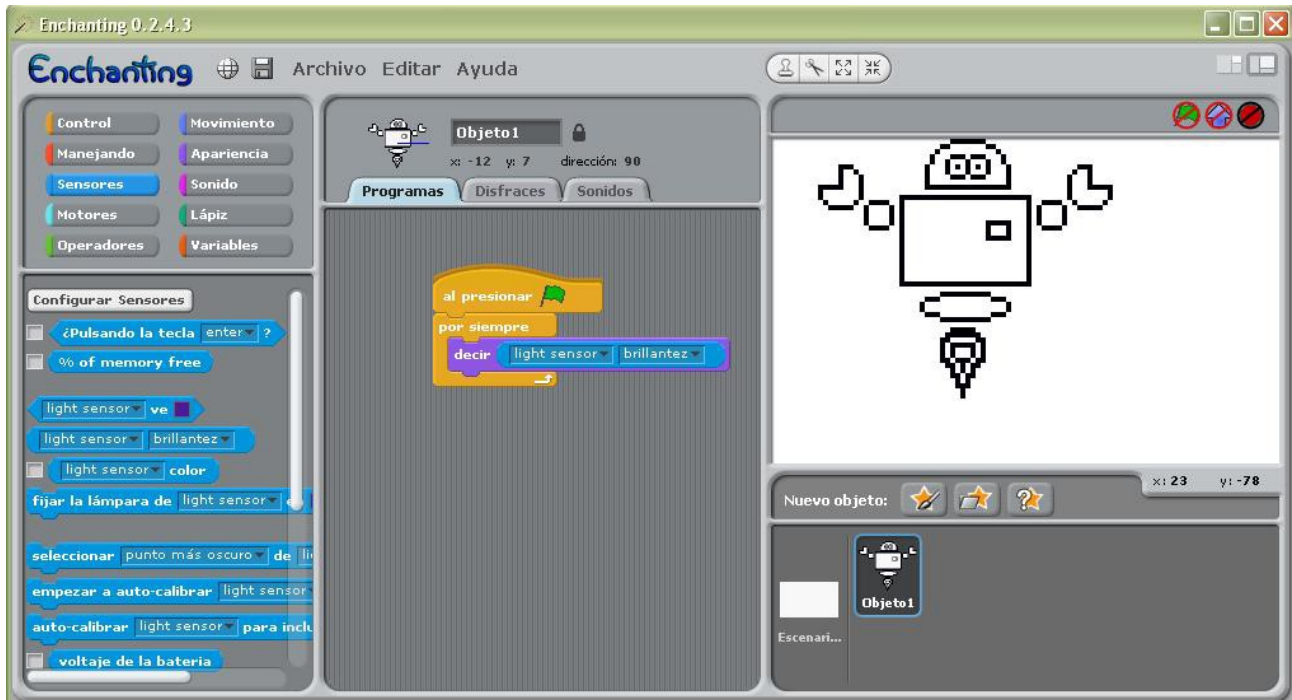 Enchanting 0.2.4.3
Enchanting Archivo Editar Ayuda
Control Movimiento
Manejando Apariencia
Sensores Sonido
Motores Lápiz
Operadores Variables
Configurar Sensores
¿Pulsando la tecla enter ?
% of memory free
light sensor ve
light sensor brillantez
light sensor color
fijar la lámpara de light sensor
seleccionar punto más oscuro de
empezar a auto-calibrar light sensor
auto-calibrar light sensor para
voltaje de la bateria
Objeto1
x: -12 y: 7 dirección: 90
Programas Disfraces Sonidos
al presionar
por siempre
decir light sensor brillantez
x: 23 y: -78
Nuevo objeto:
Objeto1
Escenari...